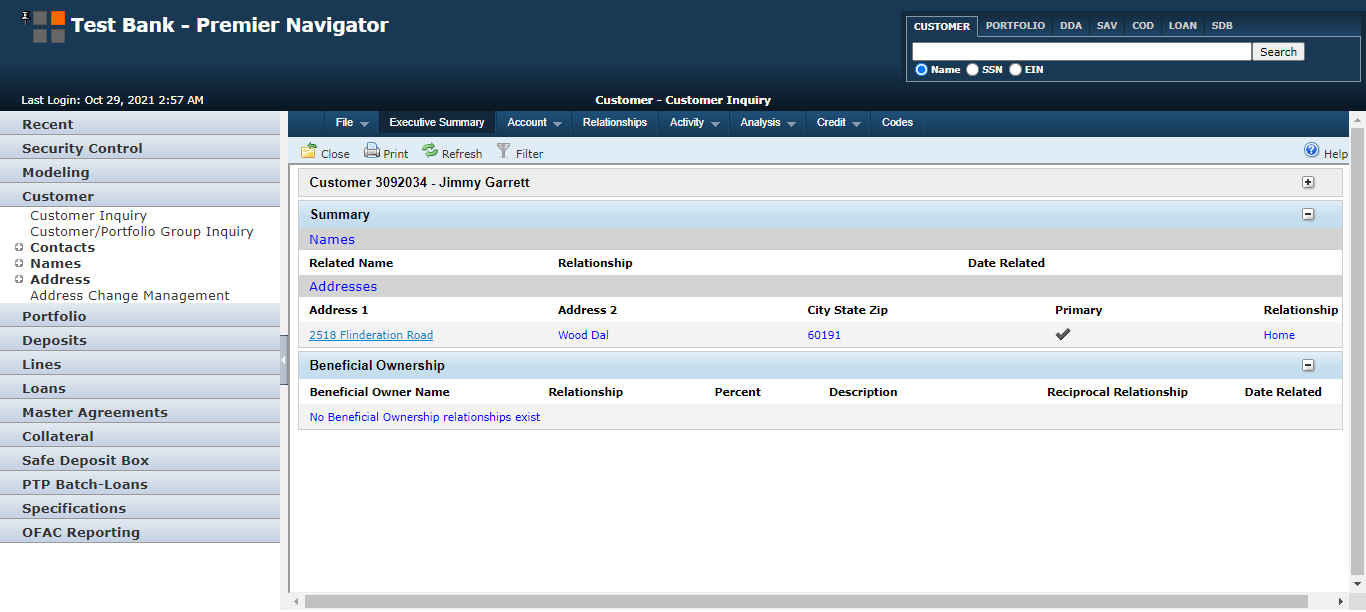 Test Bank - Premier Navigator
CUSTOMER PORTFOLIO DDA SAV COD LOAN SDB
Search
Name SSN EIN
Last Login: Oct 29, 2021 2:57 AM
Customer - Customer Inquiry
Recent
Security Control
Modeling
Customer
Customer Inquiry
Customer/Portfolio Group Inquiry
Contacts
Names
Address
Address Change Management
Portfolio
Deposits
Lines
Loans
Master Agreements
Collateral
Safe Deposit Box
PTP Batch-Loans
Specifications
OFAC Reporting
File Executive Summary Account Relationships Activity Analysis Credit Codes
Close Print Refresh Filter Help
Customer 3092034 - Jimmy Garrett
Summary
Names
Related Name Relationship Date Related
Addresses
Address 1 Address 2 City State Zip Primary Relationship
2518 Flinderation Road Wood Dal 60191 Home
Beneficial Ownership
Beneficial Owner Name Relationship Percent Description Reciprocal Relationship Date Related
No Beneficial Ownership relationships exist